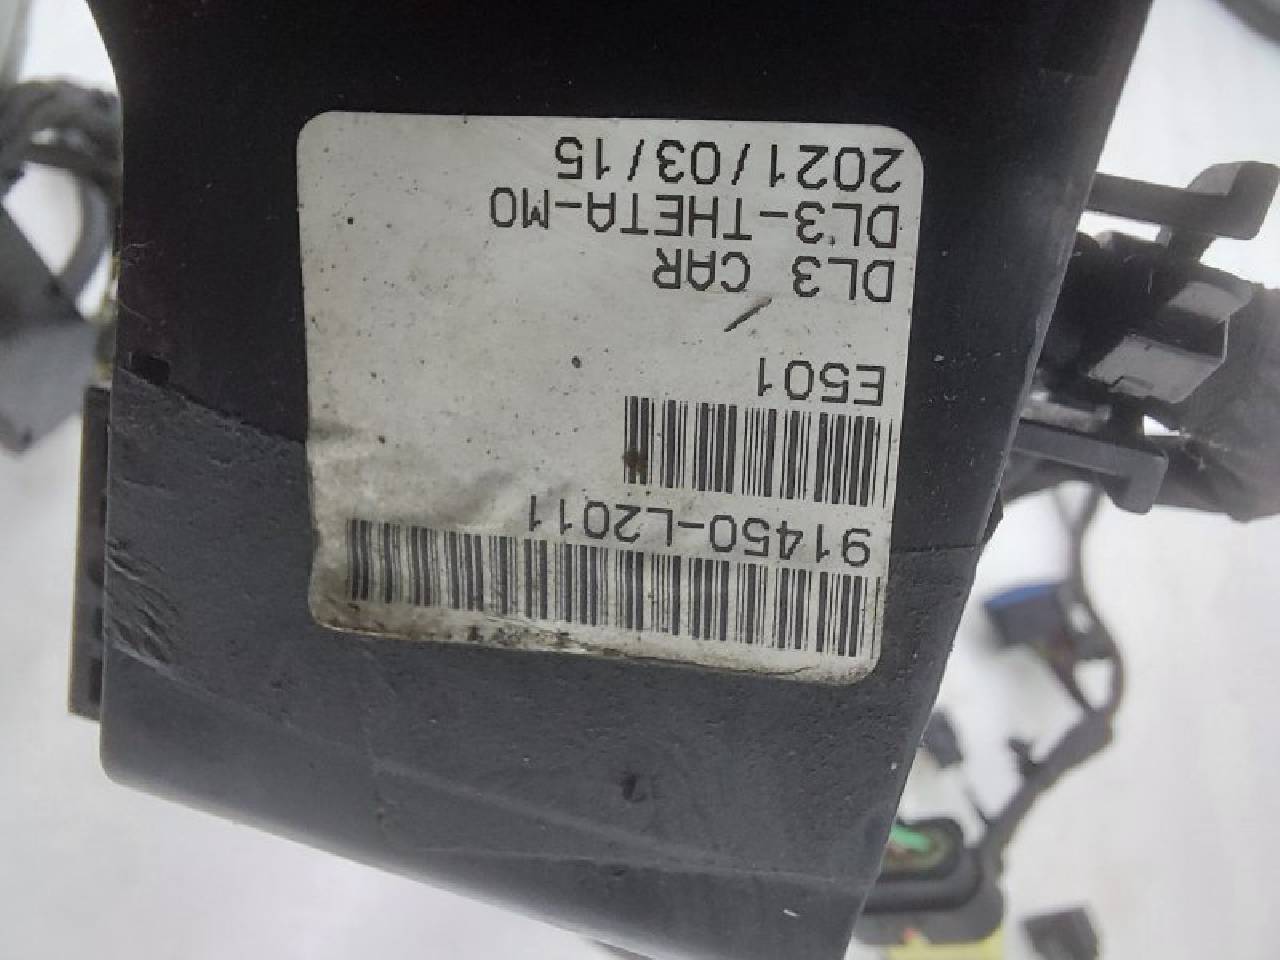 91450-L2011
E501
DL3 CAR
DL3-THETA-MO
2021/03/15